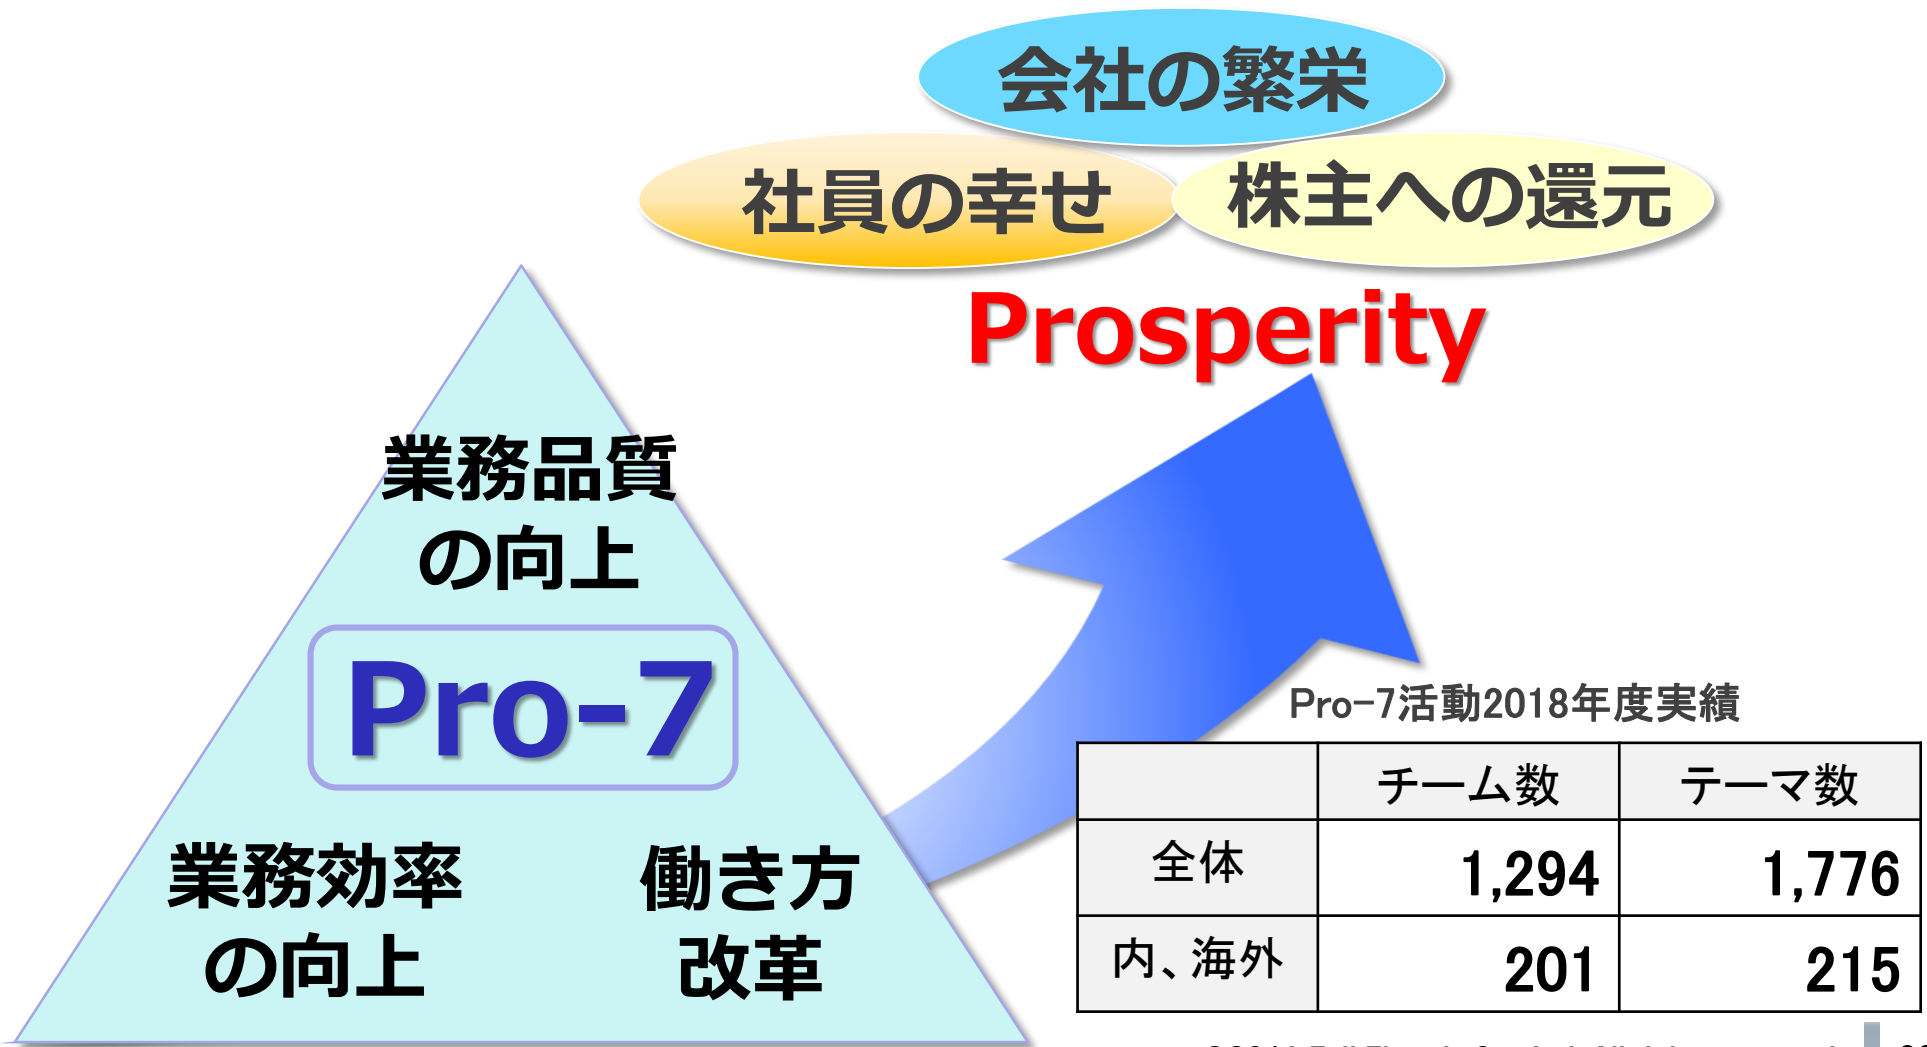 会社の繁栄
社員の幸せ
株主への還元
Prosperity
業務品質
の向上
Pro-7
業務効率
の向上
働き方
改革
Pro-7活動2018年度実績
チーム数 テーマ数
全体 1,294 1,776
内、海外 201 215